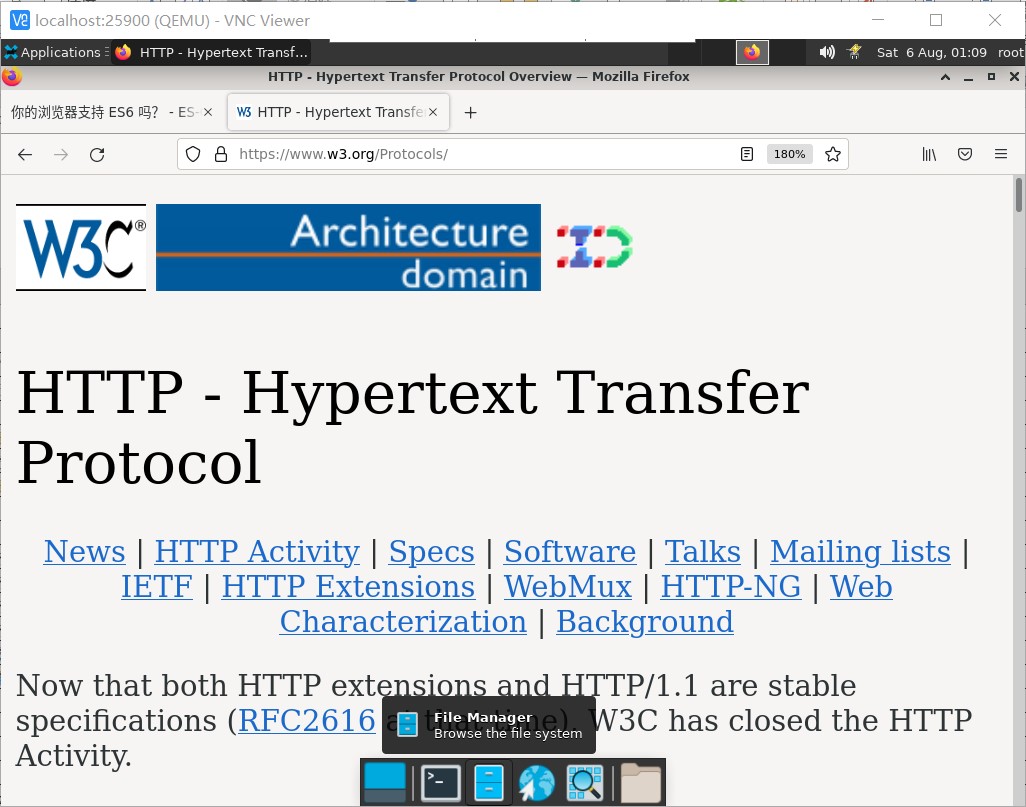 localhost:25900 (QEMU) - VNC Viewer
Applications HTTP - Hypertext Transf... Sat 6 Aug, 01:09 root
HTTP - Hypertext Transfer Protocol Overview — Mozilla Firefox
你的浏览器支持 ES6 吗? - ES- HTTP - Hypertext Transfe
https://www.w3.org/Protocols/ 180%
W3C® Architecture
domain
HTTP - Hypertext Transfer
Protocol
News | HTTP Activity | Specs | Software | Talks | Mailing lists |
IETF | HTTP Extensions | WebMux | HTTP-NG | Web
Characterization | Background
Now that both HTTP extensions and HTTP/1.1 are stable
specifications (RFC2616 at that time), W3C has closed the HTTP
Activity.
File Manager
Browse the file system